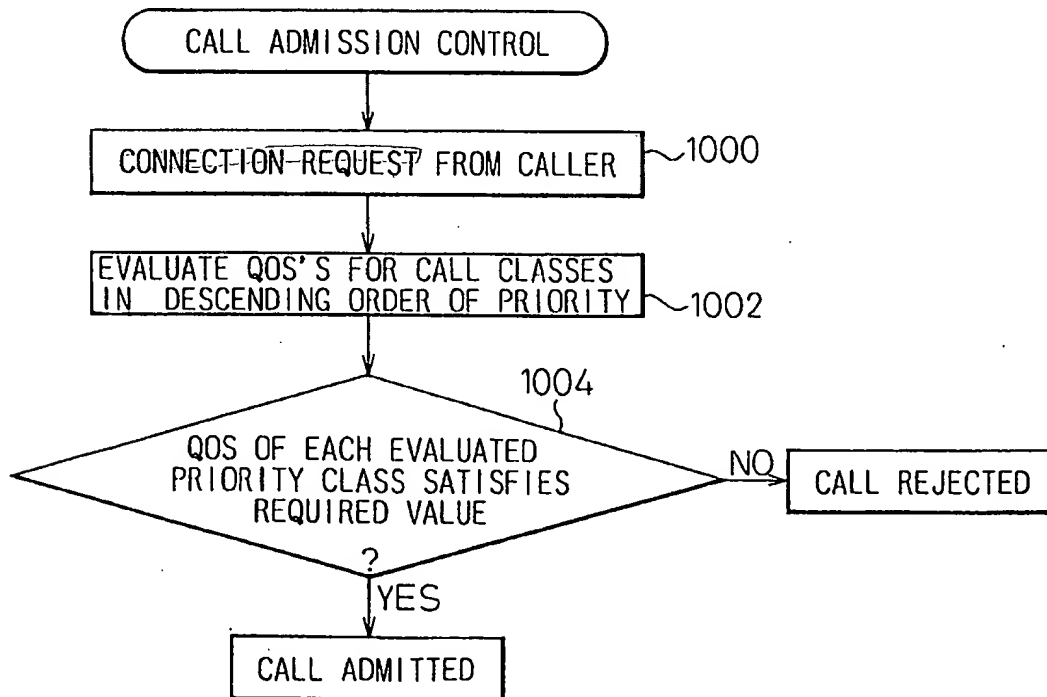 CALL ADMISSION CONTROL
CONNECTION REQUEST FROM CALLER
1000
EVALUATE QOS'S FOR CALL CLASSES
IN DESCENDING ORDER OF PRIORITY
1002
1004
QOS OF EACH EVALUATED
PRIORITY CLASS SATISFIES
REQUIRED VALUE
?
NO
CALL REJECTED
YES
CALL ADMITTED